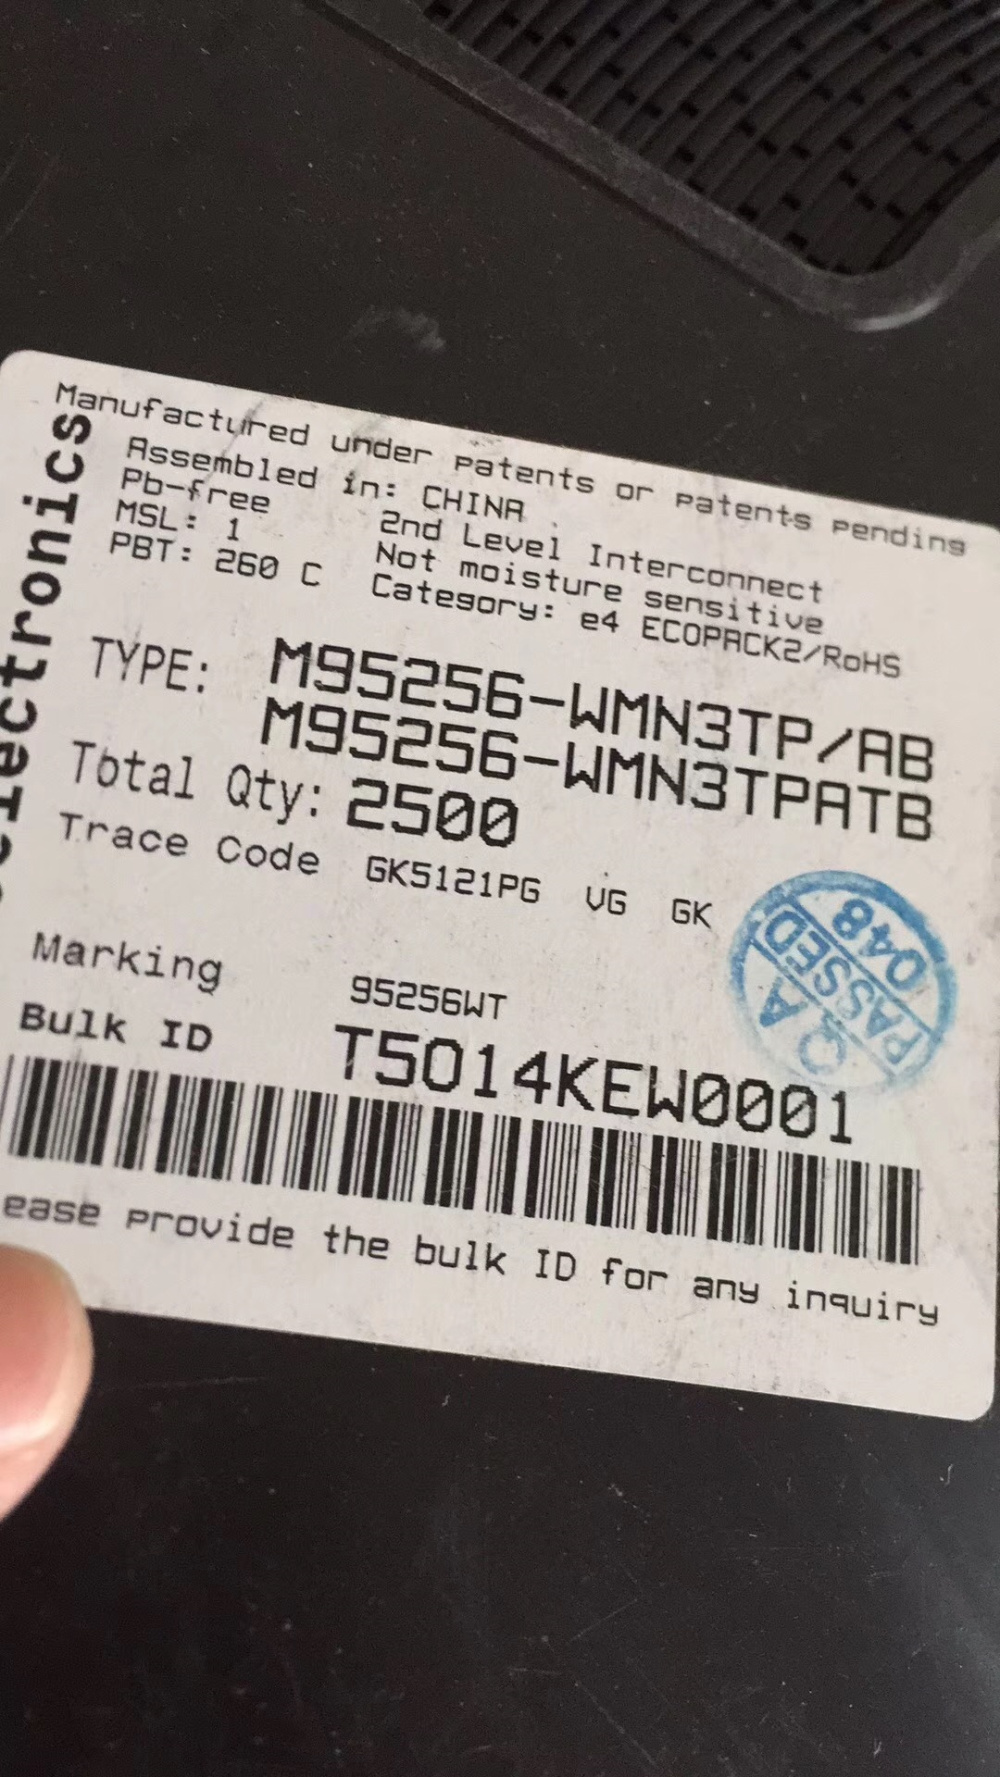 Manufactured under patents or patents pending
Assembled in: CHINA
Pb-free 2nd Level Interconnect
MSL: 1 Not moisture sensitive
PBT: 260 C Category: e4 ECOPACK2/RoHS
TYPE: M95256-WMN3TP/AB
M95256-WMN3TPATB
Total Qty: 2500
Trace Code GK5121PG VG GK
Marking 95256WT
Bulk ID T5014KEW0001
ease provide the bulk ID for any inquiry
electronics
QA
PASSED
048